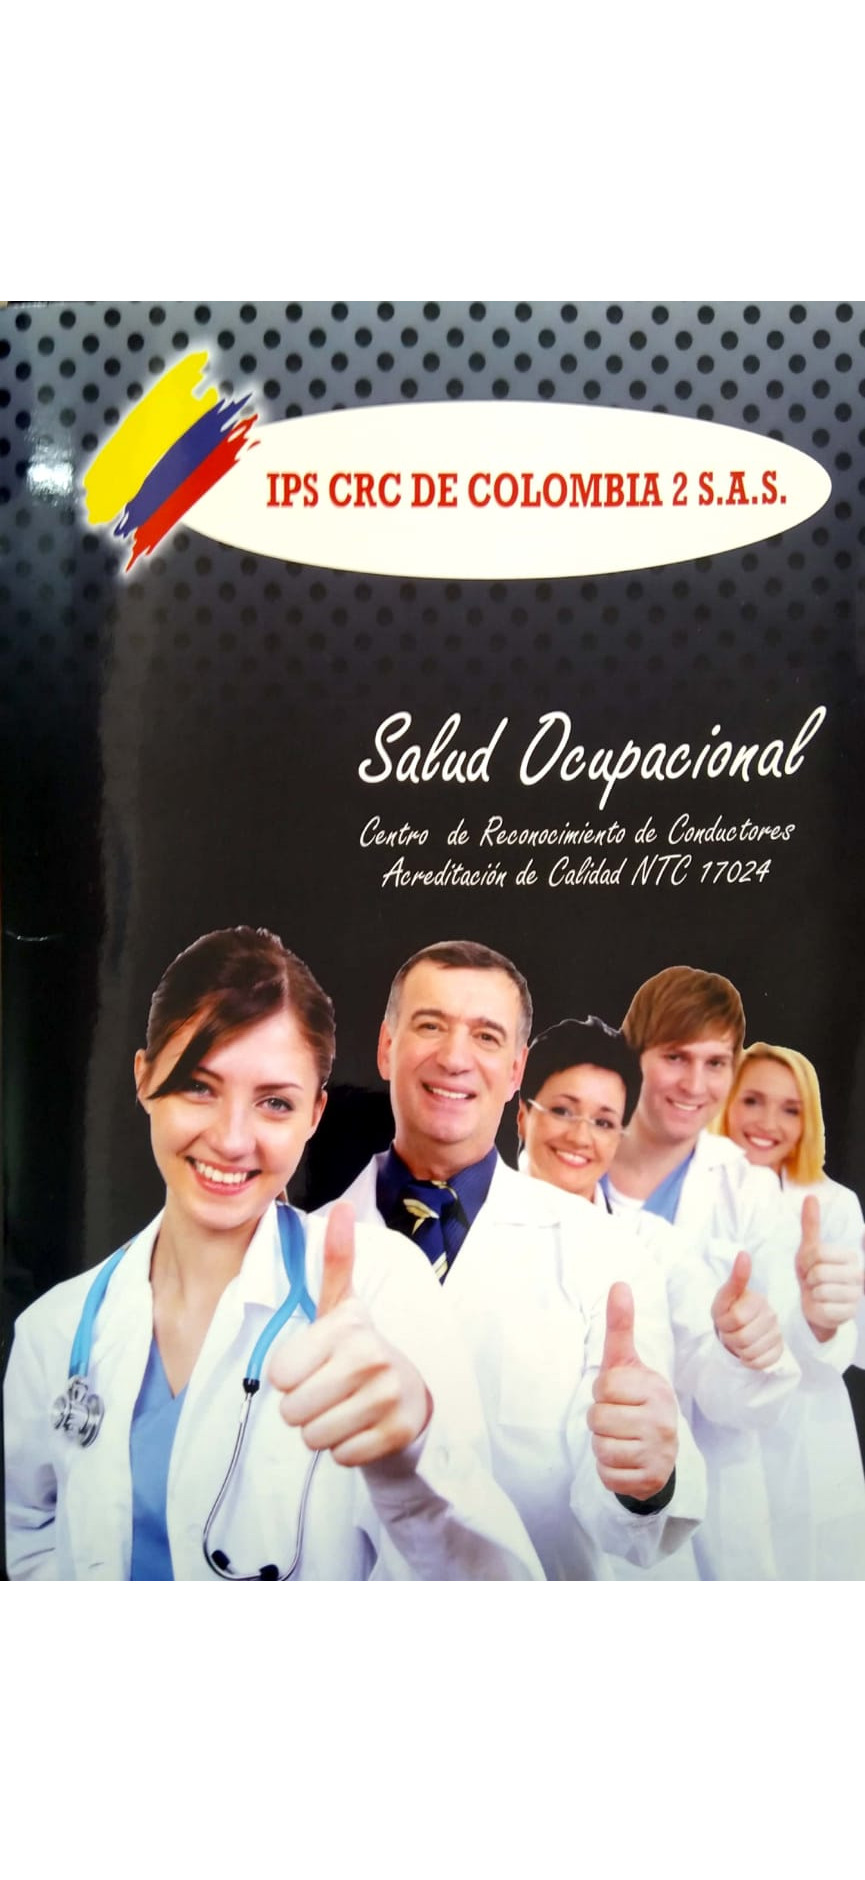 IPS CRC DE COLOMBIA 2 S.A.S.
Salud Ocupacional
Centro de Reconocimiento de Conductores
Acreditación de Calidad NTC 17024